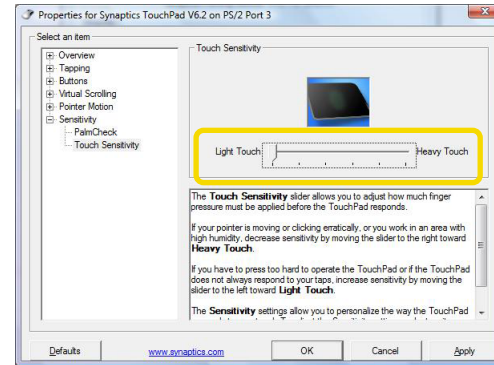 Properties for Synaptics TouchPad V6.2 on PS/2 Port 3
Select an item
Overview
Tapping
Buttons
Virtual Scrolling
Pointer Motion
Sensitivity
PalmCheck
Touch Sensitivity
Touch Sensitivity
Light Touch
Heavy Touch
The Touch Sensitivity slider allows you to adjust how much finger
pressure must be applied before the TouchPad responds.
If your pointer is moving or clicking erratically, or you work in an area with
high humidity, decrease sensitivity by moving the slider to the right toward
Heavy Touch.
If you have to press too hard to operate the TouchPad or if the TouchPad
does not always respond to your taps, increase sensitivity by moving the
slider to the left toward Light Touch.
The Sensitivity settings allow you to personalize the way the TouchPad
Defaults
www.synaptics.com
OK
Cancel
Apply